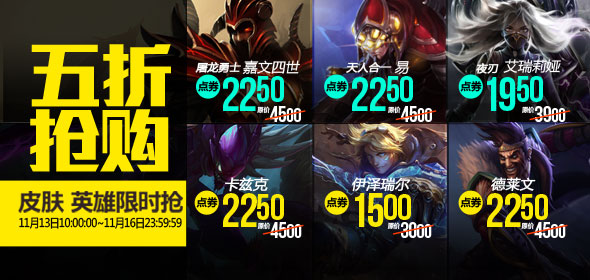 五折
抢购
皮肤 英雄限时抢
11月13日10:00:00~11月16日23:59:59
屠龙勇士 嘉文四世
点券 2250
原价 4500
天人合一 易
点券 2250
原价 4500
夜刃 艾瑞莉娅
点券 1950
原价 3900
卡兹克
点券 2250
原价 4500
伊泽瑞尔
点券 1500
原价 3000
德莱文
点券 2250
原价 4500